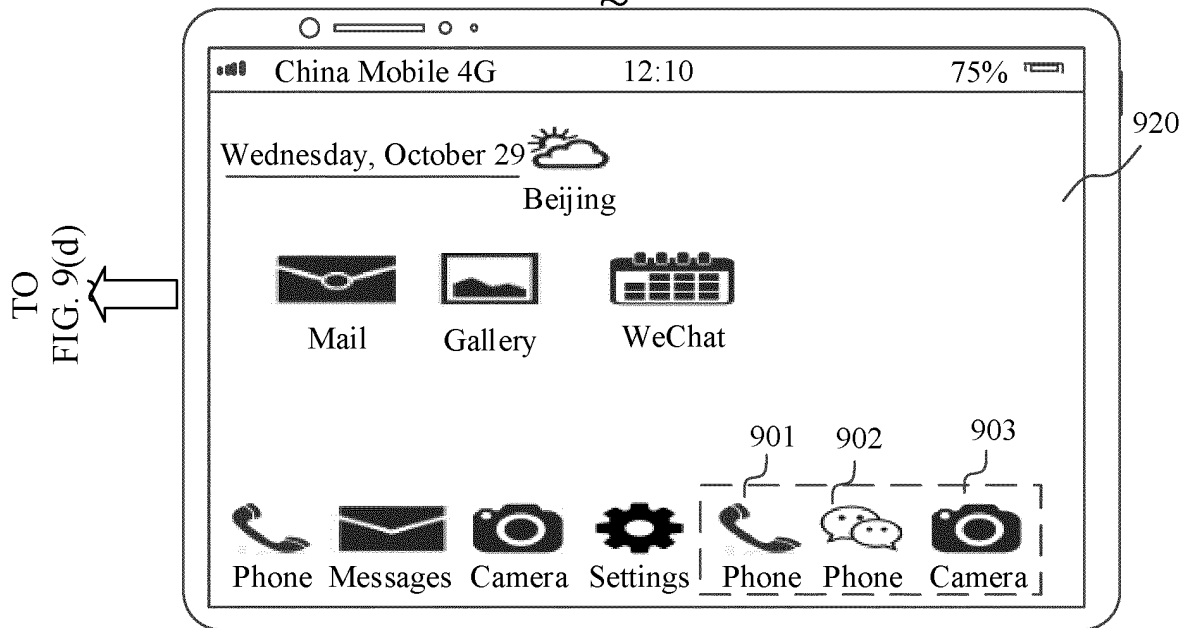 China Mobile 4G 12:10 75%
920
Wednesday, October 29
Beijing
TO
FIG. 9(d)
Mail Gallery WeChat
901 902 903
Phone Messages Camera Settings Phone Phone Camera